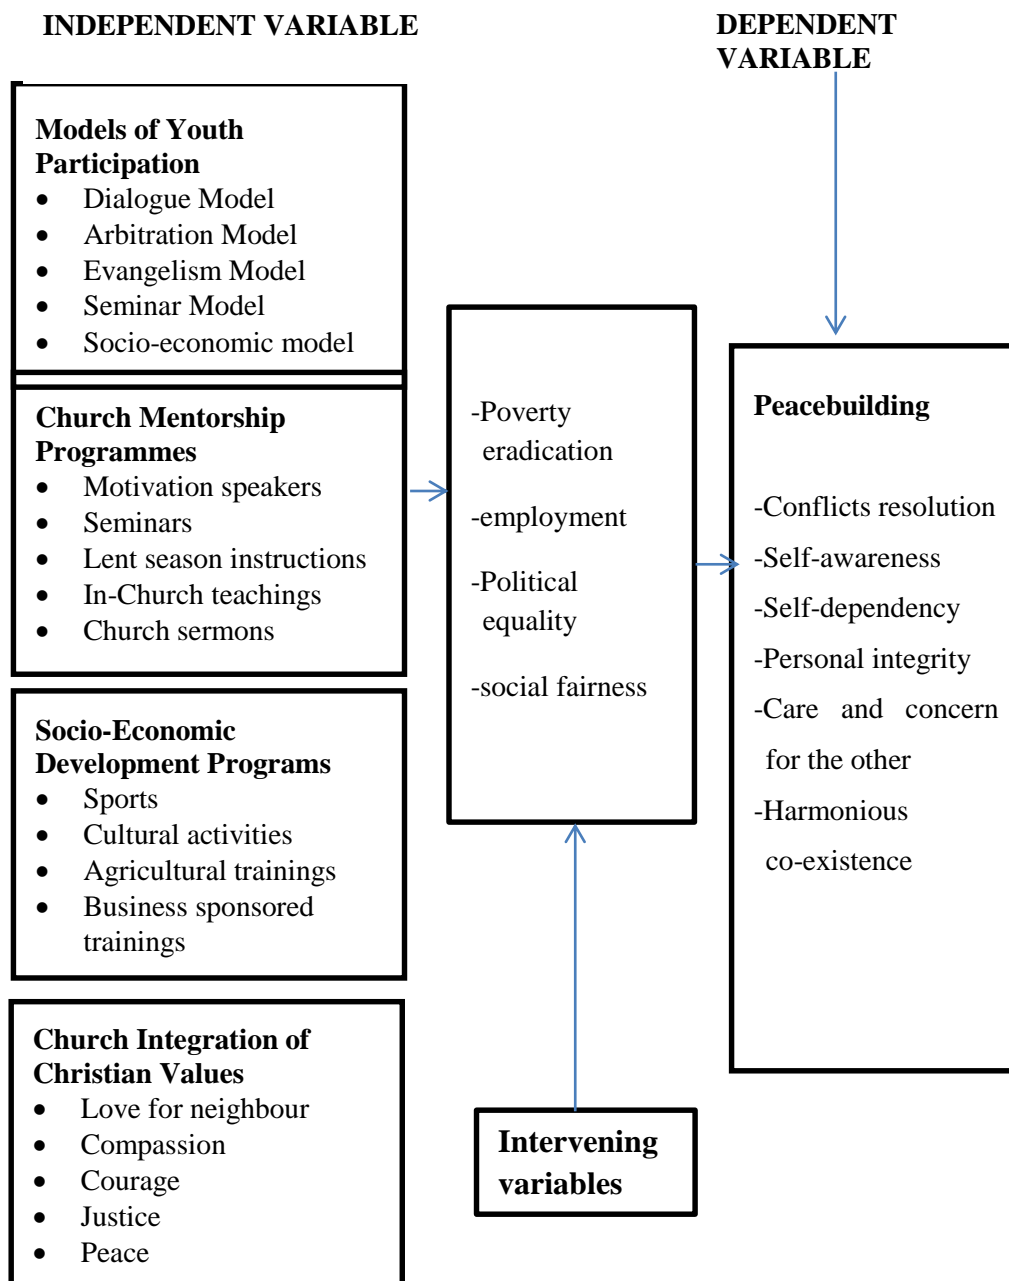 INDEPENDENT VARIABLE
DEPENDENT
VARIABLE
Models of Youth
Participation
• Dialogue Model
• Arbitration Model
• Evangelism Model
• Seminar Model
• Socio-economic model
Church Mentorship
Programmes
• Motivation speakers
• Seminars
• Lent season instructions
• In-Church teachings
• Church sermons
Socio-Economic
Development Programs
• Sports
• Cultural activities
• Agricultural trainings
• Business sponsored
trainings
Church Integration of
Christian Values
• Love for neighbour
• Compassion
• Courage
• Justice
• Peace
-Poverty
eradication
-employment
-Political
equality
-social fairness
Intervening
variables
Peacebuilding
-Conflicts resolution
-Self-awareness
-Self-dependency
-Personal integrity
-Care and concern
for the other
-Harmonious
co-existence